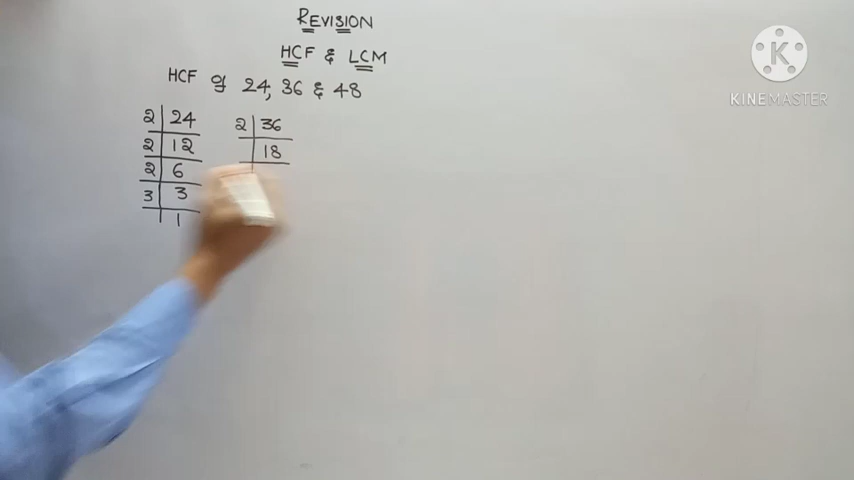 REVISION
HCF & LCM
HCF of 24, 36 & 48
2 | 24
2 | 12
2 | 6
3 | 3
1
2 | 36
18
K
KINEMASTER